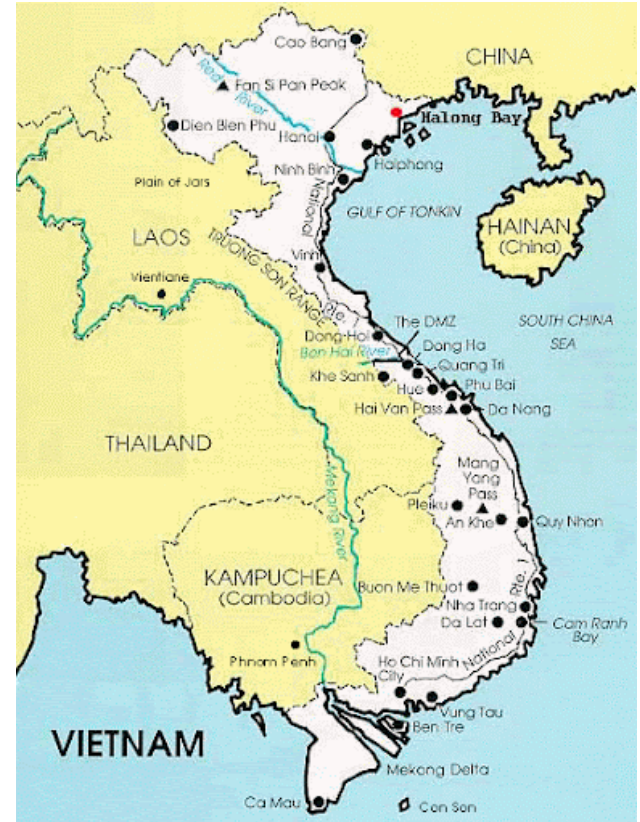 Cao Bang
CHINA
Red
River
Fan Si Pan Peak
Halong Bay
Dien Bien Phu
Hanoi
Haiphong
Ninh Binh
Plain of Jars
National
GULF OF TONKIN
HAINAN
(China)
LAOS
TRUONG SON RANGE
Vinh
Vientiane
Rte. 1
SOUTH CHINA
SEA
The DMZ
Dong-Hoi
Dong Ha
Ben Hai River
Quang Tri
Khe Sanh
Phu Bai
Hue
Hai Van Pass
Da Nang
THAILAND
Mang
Yang
Pass
Mekong River
Pleiku
An Khe
Quy Nhon
KAMPUCHEA
(Cambodia)
Buon Me Thuot
Rte. 1
Nha Trang
Da Lat
Cam Ranh
Bay
National
Phnom Penh
Ho Chi Minh
City
Vung Tau
Ben Tre
VIETNAM
Mekong Delta
Ca Mau
Con Son